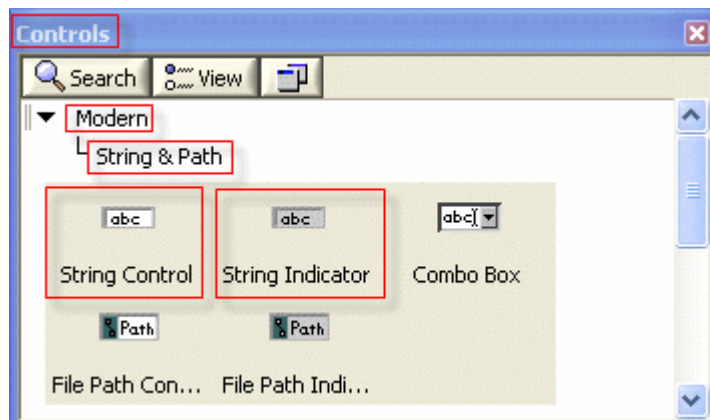 Controls
Search View
Modern
String & Path
abc abc abc
String Control String Indicator Combo Box
Path Path
File Path Con... File Path Indi...